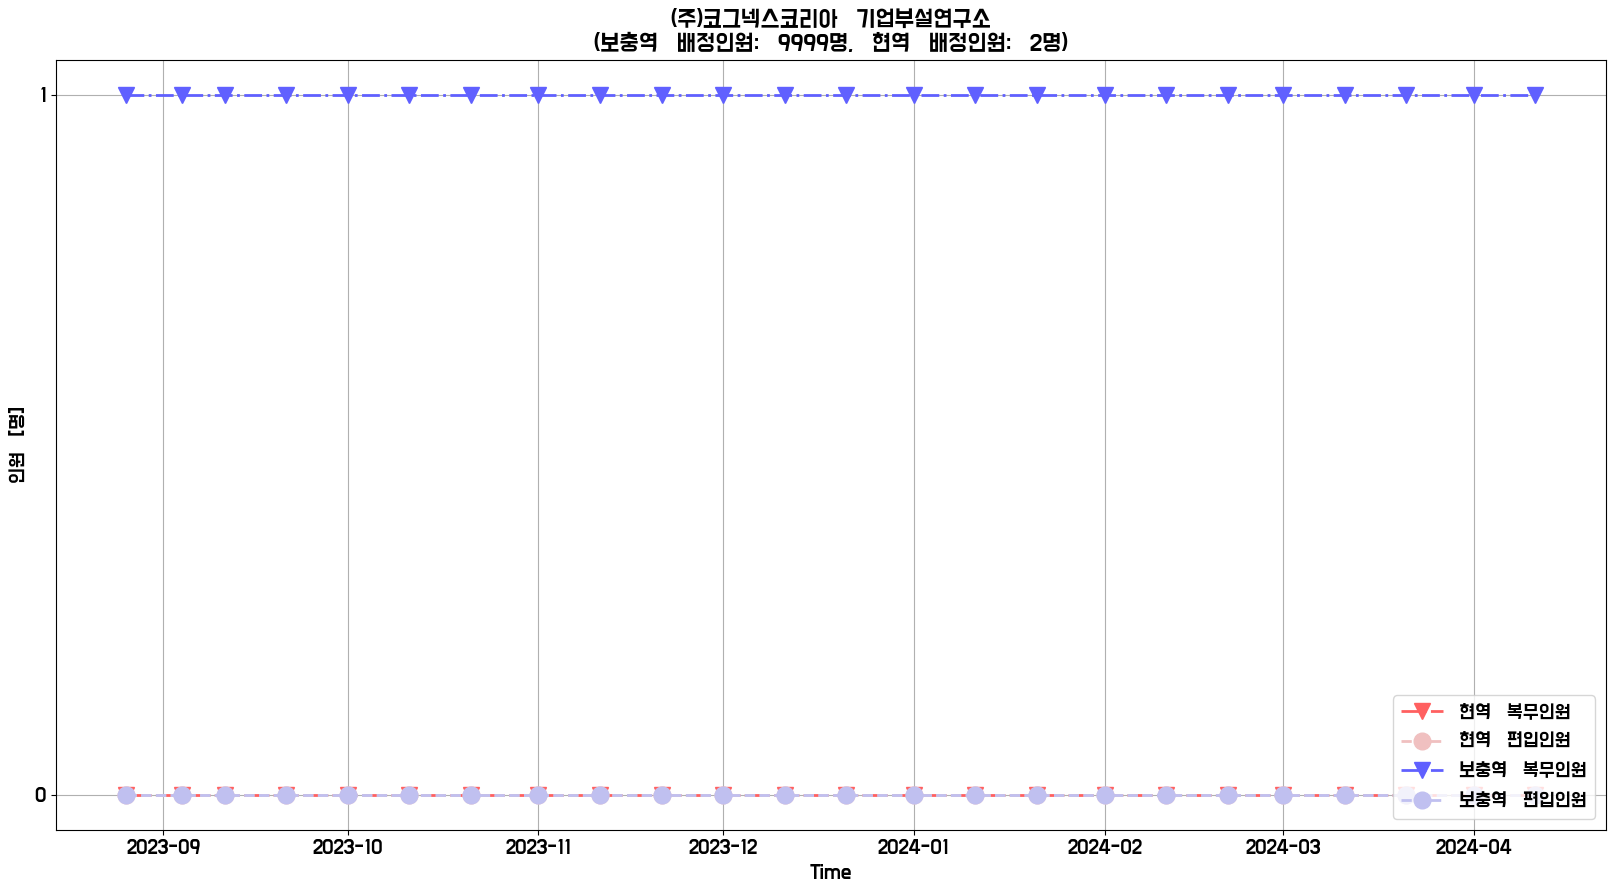 (주)코그넥스코리아 기업부설연구소
(보충역 배정인원: 9999명, 현역 배정인원: 2명)
1
인원 [명]
0
현역 복무인원
현역 편입인원
보충역 복무인원
보충역 편입인원
2023-09 2023-10 2023-11 2023-12 2024-01 2024-02 2024-03 2024-04
Time